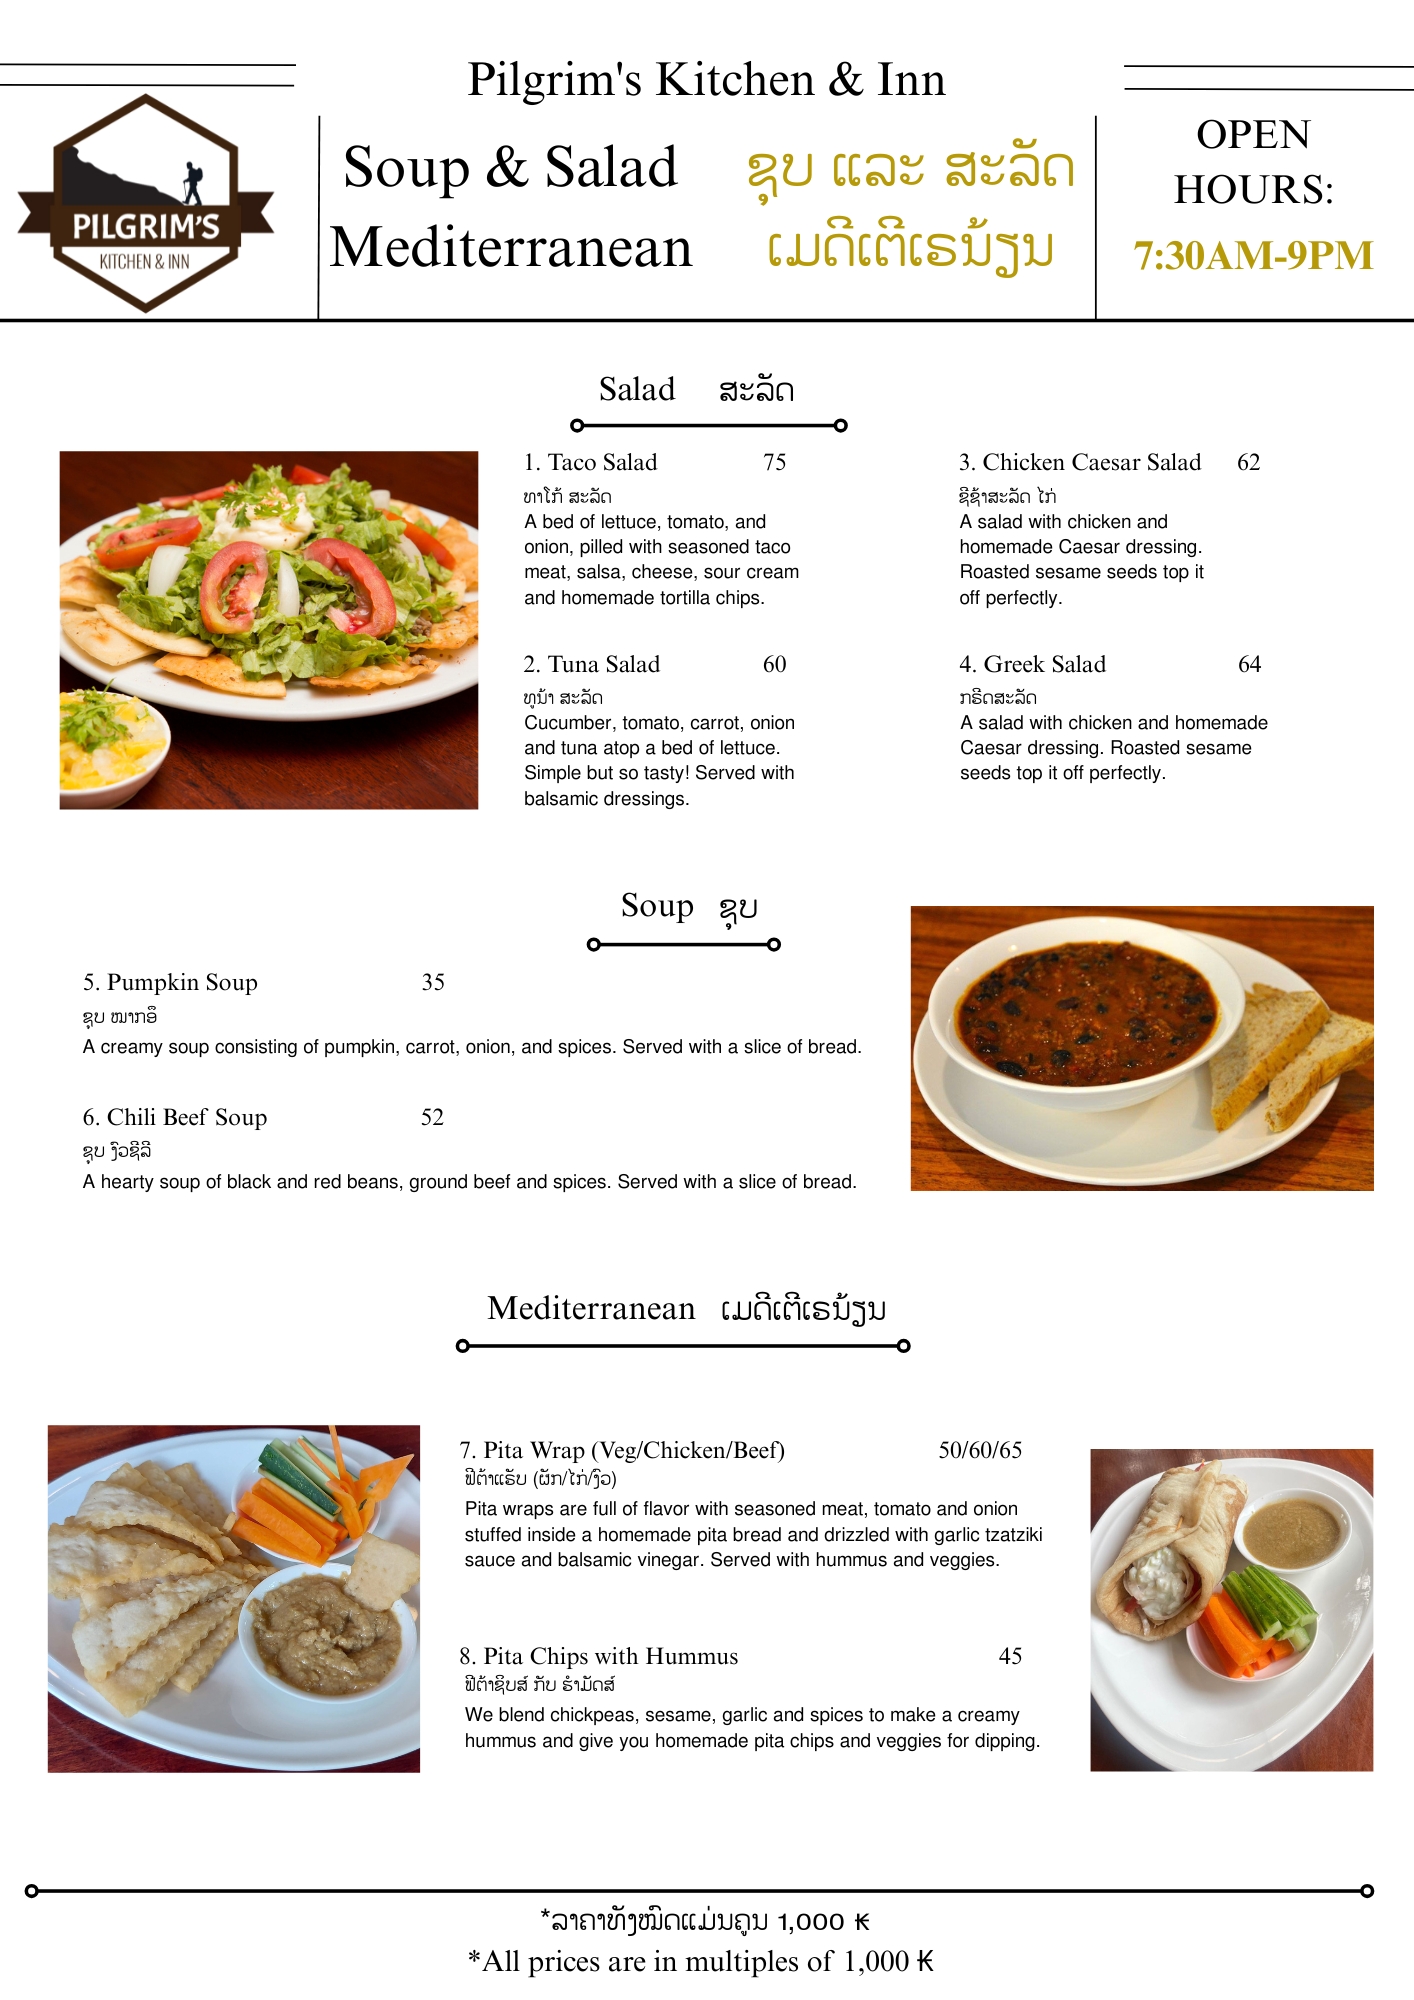 Pilgrim's Kitchen & Inn
PILGRIM'S
KITCHEN & INN
Soup & Salad
Mediterranean
ຊຸບ ແລະ ສະລັດ
ເມດີເຕີເຣນ້ຽນ
OPEN
HOURS:
7:30AM-9PM
Salad ສະລັດ
1. Taco Salad 75
ທາໂກ້ ສະລັດ
A bed of lettuce, tomato, and
onion, pilled with seasoned taco
meat, salsa, cheese, sour cream
and homemade tortilla chips.
2. Tuna Salad 60
ທູນ້າ ສະລັດ
Cucumber, tomato, carrot, onion
and tuna atop a bed of lettuce.
Simple but so tasty! Served with
balsamic dressings.
3. Chicken Caesar Salad 62
ຊີຊ້າສະລັດ ໄກ່
A salad with chicken and
homemade Caesar dressing.
Roasted sesame seeds top it
off perfectly.
4. Greek Salad 64
ກຣີດສະລັດ
A salad with chicken and homemade
Caesar dressing. Roasted sesame
seeds top it off perfectly.
Soup ຊຸບ
5. Pumpkin Soup 35
ຊຸບ ໝາກອຶ
A creamy soup consisting of pumpkin, carrot, onion, and spices. Served with a slice of bread.
6. Chili Beef Soup 52
ຊຸບ ງົວຊີລີ
A hearty soup of black and red beans, ground beef and spices. Served with a slice of bread.
Mediterranean ເມດີເຕີເຣນ້ຽນ
7. Pita Wrap (Veg/Chicken/Beef) 50/60/65
ຟີຕ້າແຣັບ (ຜັກ/ໄກ່/ງົວ)
Pita wraps are full of flavor with seasoned meat, tomato and onion
stuffed inside a homemade pita bread and drizzled with garlic tzatziki
sauce and balsamic vinegar. Served with hummus and veggies.
8. Pita Chips with Hummus 45
ຟີຕ້າຊິບສ໌ ກັບ ຮຳມັດສ໌
We blend chickpeas, sesame, garlic and spices to make a creamy
hummus and give you homemade pita chips and veggies for dipping.
*ລາຄາທັງໝົດແມ່ນຄູນ 1,000 ₭
*All prices are in multiples of 1,000 ₭